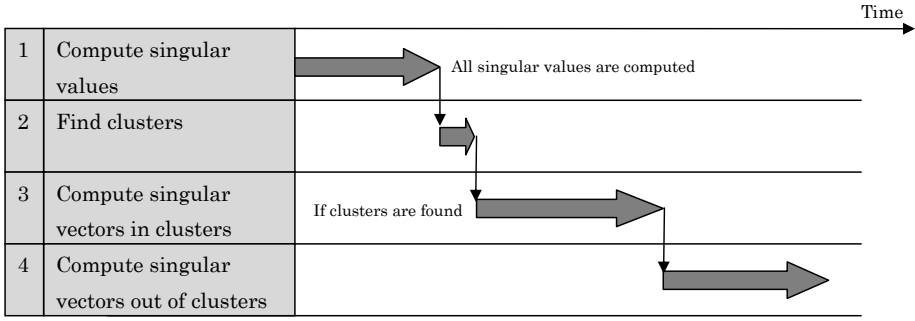 Time
1 Compute singular
values
All singular values are computed
2 Find clusters
3 Compute singular
vectors in clusters
If clusters are found
4 Compute singular
vectors out of clusters